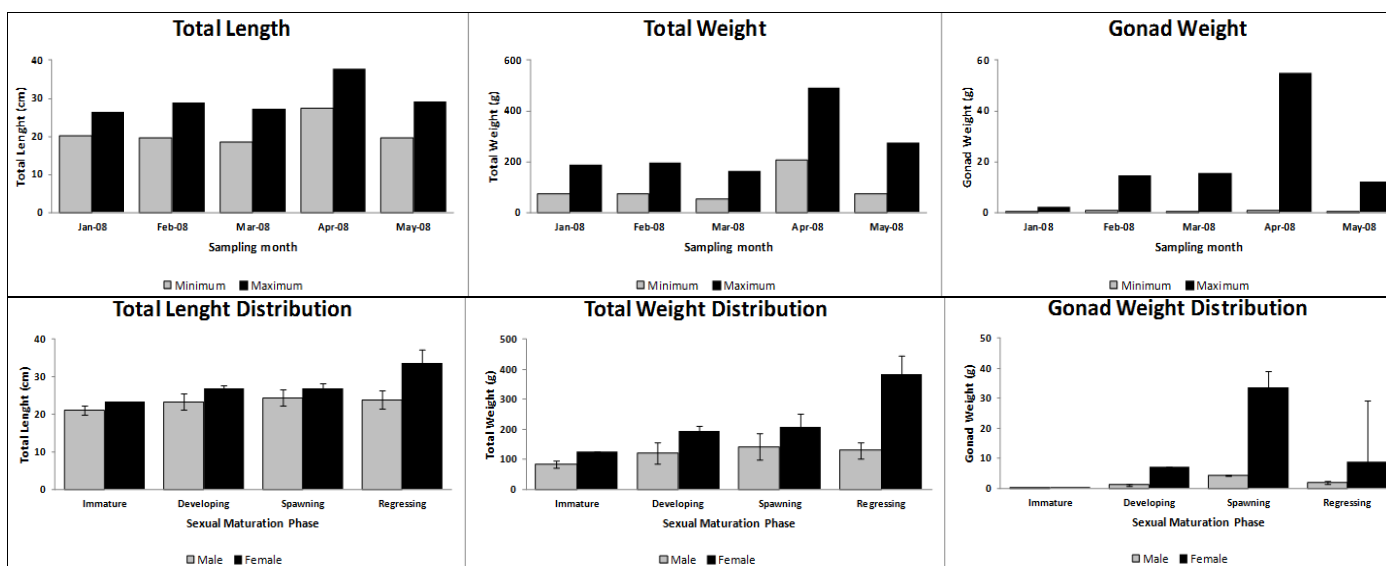 Total Length
40
30
20
10
0
Total Lenght (cm)
Jan-08 Feb-08 Mar-08 Apr-08 May-08
Sampling month
Minimum Maximum
Total Weight
600
400
200
0
Total Weight (g)
Jan-08 Feb-08 Mar-08 Apr-08 May-08
Sampling month
Minimum Maximum
Gonad Weight
60
40
20
0
Gonad Weight (g)
Jan-08 Feb-08 Mar-08 Apr-08 May-08
Sampling month
Minimum Maximum
Total Lenght Distribution
40
30
20
10
0
Total Lenght (cm)
Immature Developing Spawning Regressing
Sexual Maturation Phase
Male Female
Total Weight Distribution
500
400
300
200
100
0
Total Weight (g)
Immature Developing Spawning Regressing
Sexual Maturation Phase
Male Female
Gonad Weight Distribution
50
40
30
20
10
0
Gonad Weight (g)
Immature Developing Spawning Regressing
Sexual Maturation Phase
Male Female